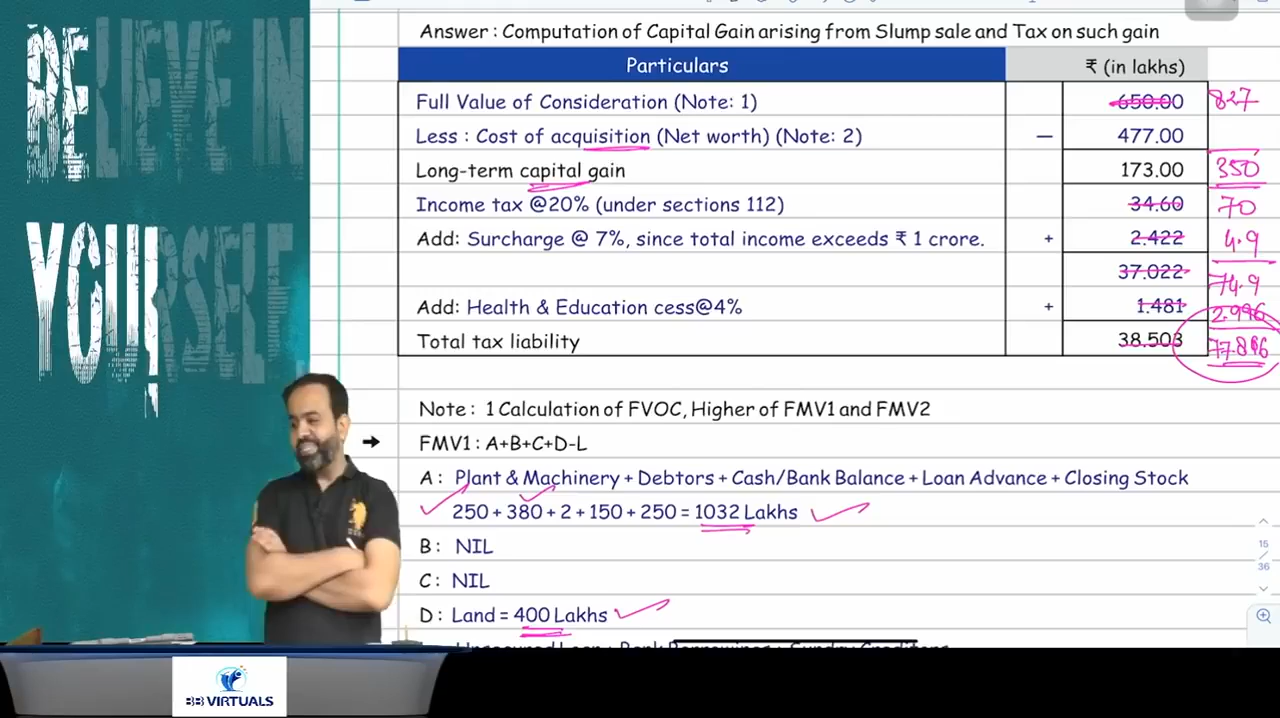 BELIEVE IN
YOURSELF
Answer : Computation of Capital Gain arising from Slump sale and Tax on such gain
Particulars ₹ (in lakhs)
Full Value of Consideration (Note: 1) 650.00 827
Less : Cost of acquisition (Net worth) (Note: 2) – 477.00
Long-term capital gain 173.00 350
Income tax @20% (under sections 112) 34.60 70
Add: Surcharge @ 7%, since total income exceeds ₹ 1 crore. + 2.422 4.9
37.022 74.9
Add: Health & Education cess@4% + 1.481 2.996
Total tax liability 38.503 77.896
Note : 1 Calculation of FVOC, Higher of FMV1 and FMV2
→ FMV1 : A+B+C+D-L
A : Plant & Machinery + Debtors + Cash/Bank Balance + Loan Advance + Closing Stock
250 + 380 + 2 + 150 + 250 = 1032 Lakhs
B : NIL
C : NIL
D : Land = 400 Lakhs
15
/
36
BB VIRTUALS